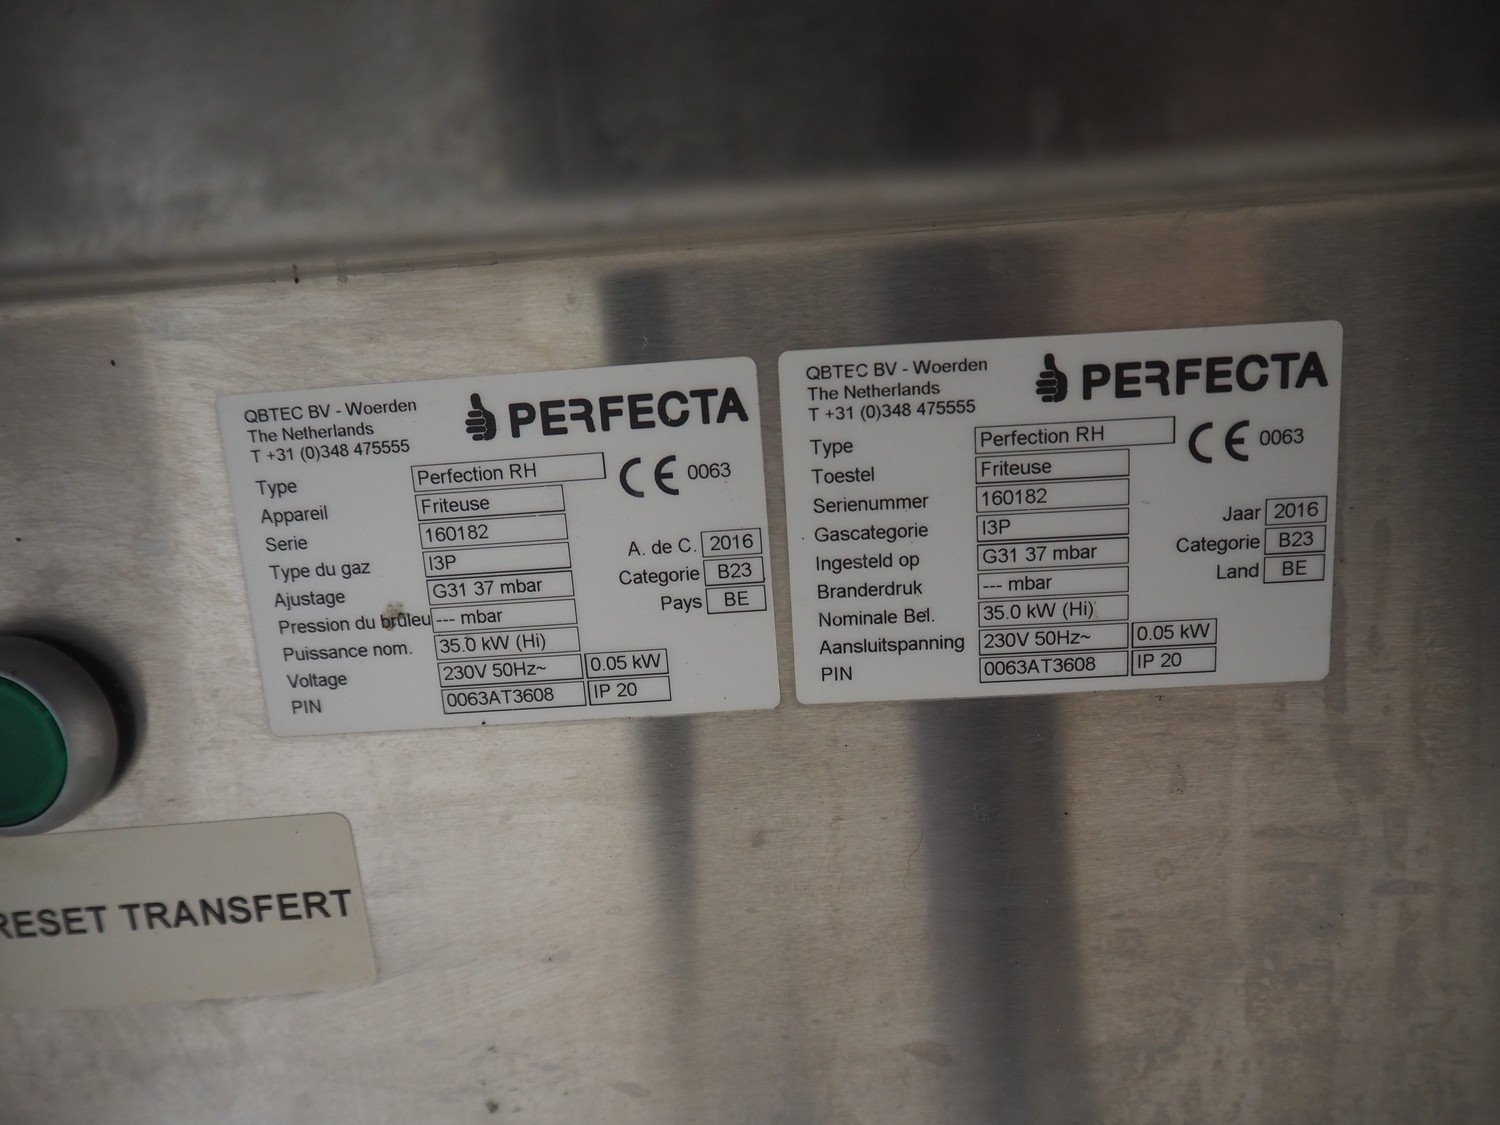 QBTEC BV - Woerden
The Netherlands
T +31 (0)348 475555
PERFECTA
Type Perfection RH CE 0063
Appareil Friteuse
Serie 160182
Type du gaz I3P A. de C. 2016
Ajustage G31 37 mbar Categorie B23
Pression du brûleu --- mbar Pays BE
Puissance nom. 35.0 kW (Hi)
Voltage 230V 50Hz~ 0.05 kW
PIN 0063AT3608 IP 20
QBTEC BV - Woerden
The Netherlands
T +31 (0)348 475555
PERFECTA
Type Perfection RH CE 0063
Toestel Friteuse
Serienummer 160182
Gascategorie I3P Jaar 2016
Ingesteld op G31 37 mbar Categorie B23
Branderdruk --- mbar Land BE
Nominale Bel. 35.0 kW (Hi)
Aansluitspanning 230V 50Hz~ 0.05 kW
PIN 0063AT3608 IP 20
RESET TRANSFERT